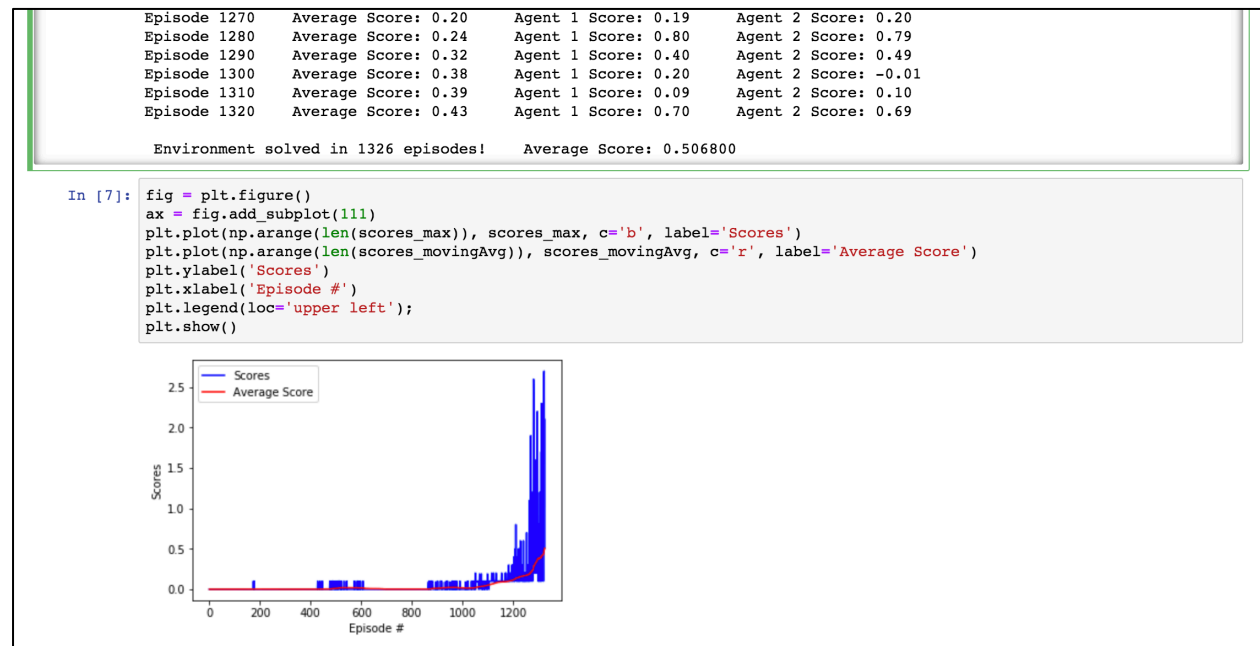 Episode 1270 Average Score: 0.20 Agent 1 Score: 0.19 Agent 2 Score: 0.20
Episode 1280 Average Score: 0.24 Agent 1 Score: 0.80 Agent 2 Score: 0.79
Episode 1290 Average Score: 0.32 Agent 1 Score: 0.40 Agent 2 Score: 0.49
Episode 1300 Average Score: 0.38 Agent 1 Score: 0.20 Agent 2 Score: -0.01
Episode 1310 Average Score: 0.39 Agent 1 Score: 0.09 Agent 2 Score: 0.10
Episode 1320 Average Score: 0.43 Agent 1 Score: 0.70 Agent 2 Score: 0.69
Environment solved in 1326 episodes! Average Score: 0.506800
In [7]: fig = plt.figure()
ax = fig.add_subplot(111)
plt.plot(np.arange(len(scores_max)), scores_max, c='b', label='Scores')
plt.plot(np.arange(len(scores_movingAvg)), scores_movingAvg, c='r', label='Average Score')
plt.ylabel('Scores')
plt.xlabel('Episode #')
plt.legend(loc='upper left');
plt.show()
Scores
Average Score
2.5
2.0
1.5
1.0
0.5
0.0
Scores
0 200 400 600 800 1000 1200
Episode #